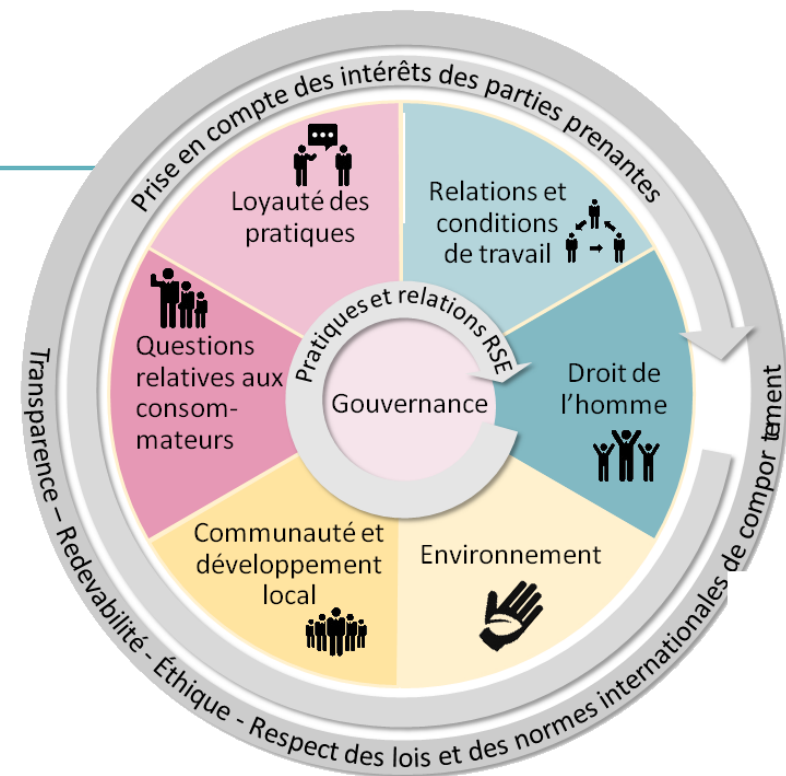 Prise en compte des intérêts des parties prenantes
Loyauté des
pratiques
Relations et
conditions
de travail
Questions
relatives aux
consom-
mateurs
Pratiques et relations RSE
Gouvernance
Droit de
l’homme
Communauté et
développement
local
Environnement
Transparence – Redevabilité - Éthique - Respect des lois et des normes internationales de comportement